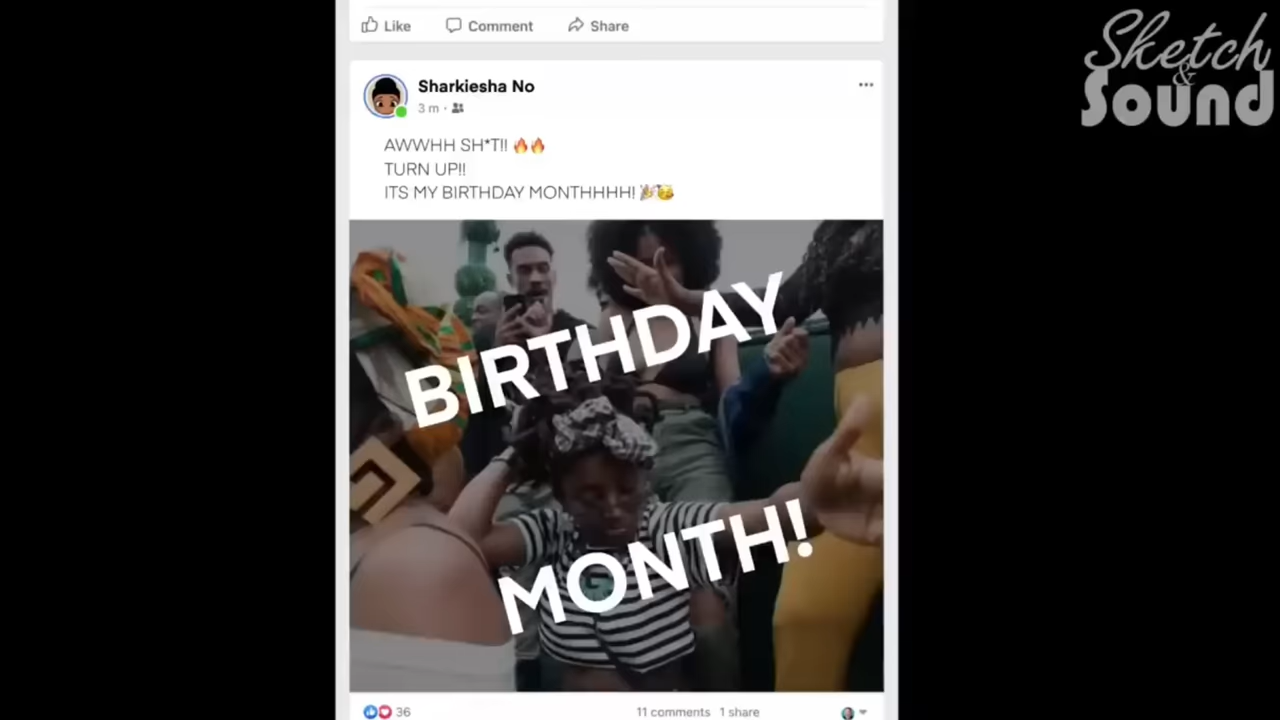 Like Comment Share
Sketch
&
Sound
Sharkiesha No
3 m ·
AWWHH SH*T!! 🔥🔥
TURN UP!!
ITS MY BIRTHDAY MONTHHHH! 🎉🥳
BIRTHDAY
MONTH!
36 11 comments 1 share